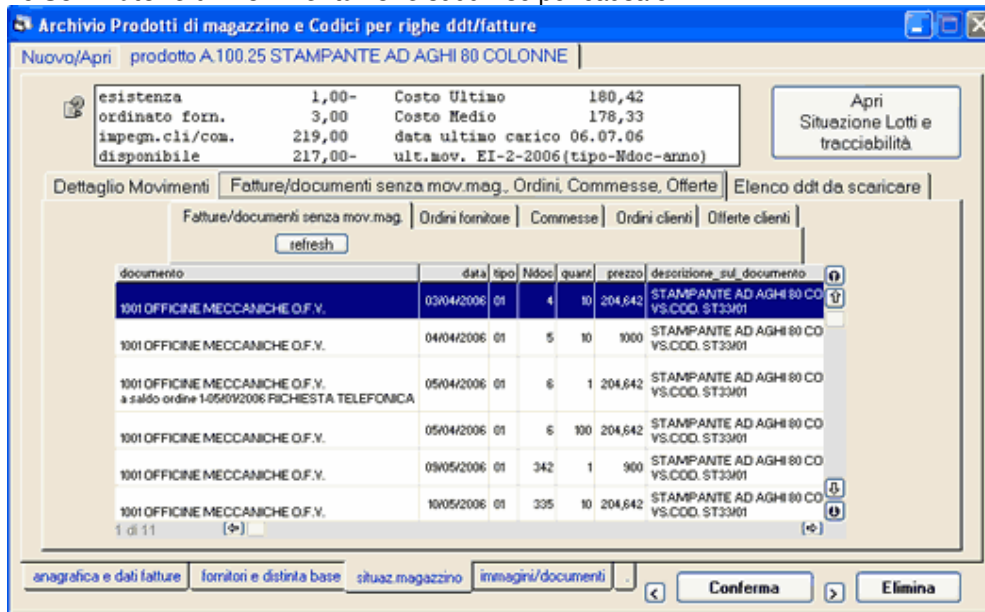 Archivio Prodotti di magazzino e Codici per righe ddt/fatture
Nuovo/Apri prodotto A.100.25 STAMPANTE AD AGHI 80 COLONNE
esistenza 1,00- Costo Ultimo 180,42
ordinato forn. 3,00 Costo Medio 178,33
impegn.cli/com. 219,00 data ultimo carico 06.07.06
disponibile 217,00- ult.mov. EI-2-2006(tipo-Ndoc-anno)
Apri
Situazione Lotti e
tracciabilità
Dettaglio Movimenti Fatture/documenti senza mov.mag., Ordini, Commesse, Offerte Elenco ddt da scaricare
Fatture/documenti senza mov.mag. Ordini fornitore Commesse Ordini clienti Offerte clienti
refresh
documento data tipo Ndoc quant prezzo descrizione_sul_documento
1001 OFFICINE MECCANICHE O.F.V. 03/04/2006 01 4 10 204,642 STAMPANTE AD AGHI 80 CO
VS.COD. ST33/01
1001 OFFICINE MECCANICHE O.F.V. 04/04/2006 01 5 10 1000 STAMPANTE AD AGHI 80 CO
VS.COD. ST33/01
1001 OFFICINE MECCANICHE O.F.V. 05/04/2006 01 6 1 204,642 STAMPANTE AD AGHI 80 CO
a saldo ordine 1-05/01/2006 RICHIESTA TELEFONICA VS.COD. ST33/01
1001 OFFICINE MECCANICHE O.F.V. 05/04/2006 01 6 100 204,642 STAMPANTE AD AGHI 80 CO
VS.COD. ST33/01
1001 OFFICINE MECCANICHE O.F.V. 09/05/2006 01 342 1 900 STAMPANTE AD AGHI 80 CO
VS.COD. ST33/01
1001 OFFICINE MECCANICHE O.F.V. 10/05/2006 01 335 10 204,642 STAMPANTE AD AGHI 80 CO
VS.COD. ST33/01
1 di 11
anagrafica e dati fatture fornitori e distinta base situaz.magazzino immagini/documenti .
< Conferma > Elimina